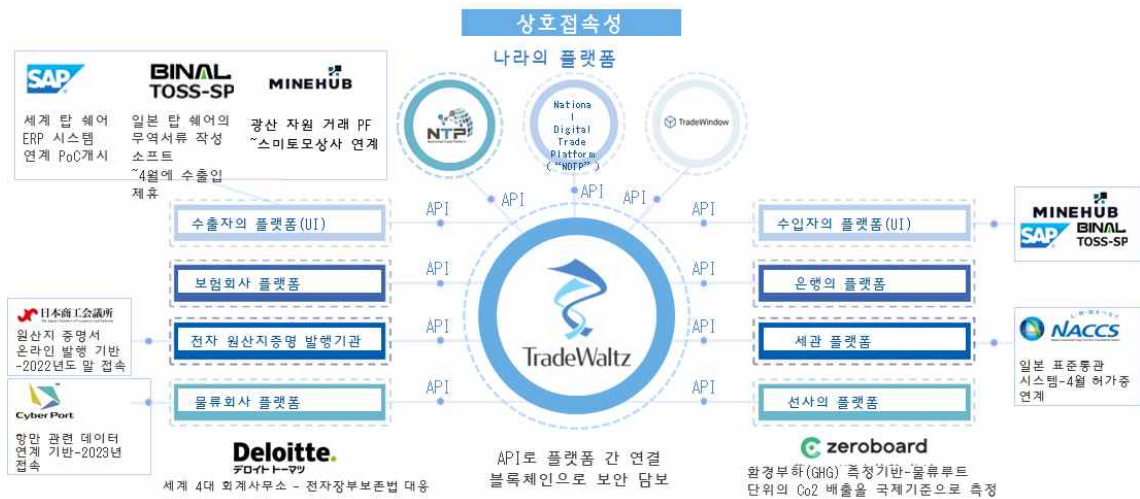 상호접속성
나라의 플랫폼
SAP
세계 탑 쉐어
ERP 시스템
연계 PoC개시
BINAL
TOSS-SP
일본 탑 쉐어의
무역서류 작성
소프트
~4월에 수출입
제휴
MINEHUB
광산 자원 거래 PF
~스미토모상사 연계
NTP
Nationa
l
Digital
Trade
Platform
("NDTP")
TradeWindow
API
API
API
API
API
수출자의 플랫폼(UI)
API
보험회사 플랫폼
API
전자 원산지증명 발행기관
API
물류회사 플랫폼
API
TradeWaltz
수입자의 플랫폼(UI)
API
은행의 플랫폼
API
세관 플랫폼
API
선사의 플랫폼
MINEHUB
SAP
BINAL
TOSS-SP
日本商工会議所
원산지 증명서
온라인 발행 기반
-2022년도 말 접속
CyberPort
항만 관련 데이터
연계 기반-2023년
접속
NACCS
일본 표준통관
시스템-4월 허가증
연계
Deloitte.
デロイト トーマツ
세계 4대 회계사무소 - 전자장부보존법 대응
API로 플랫폼 간 연결
블록체인으로 보안 담보
zeroboard
환경부하(GHG) 측정기반-물류루트
단위의 Co2 배출을 국제기준으로 측정